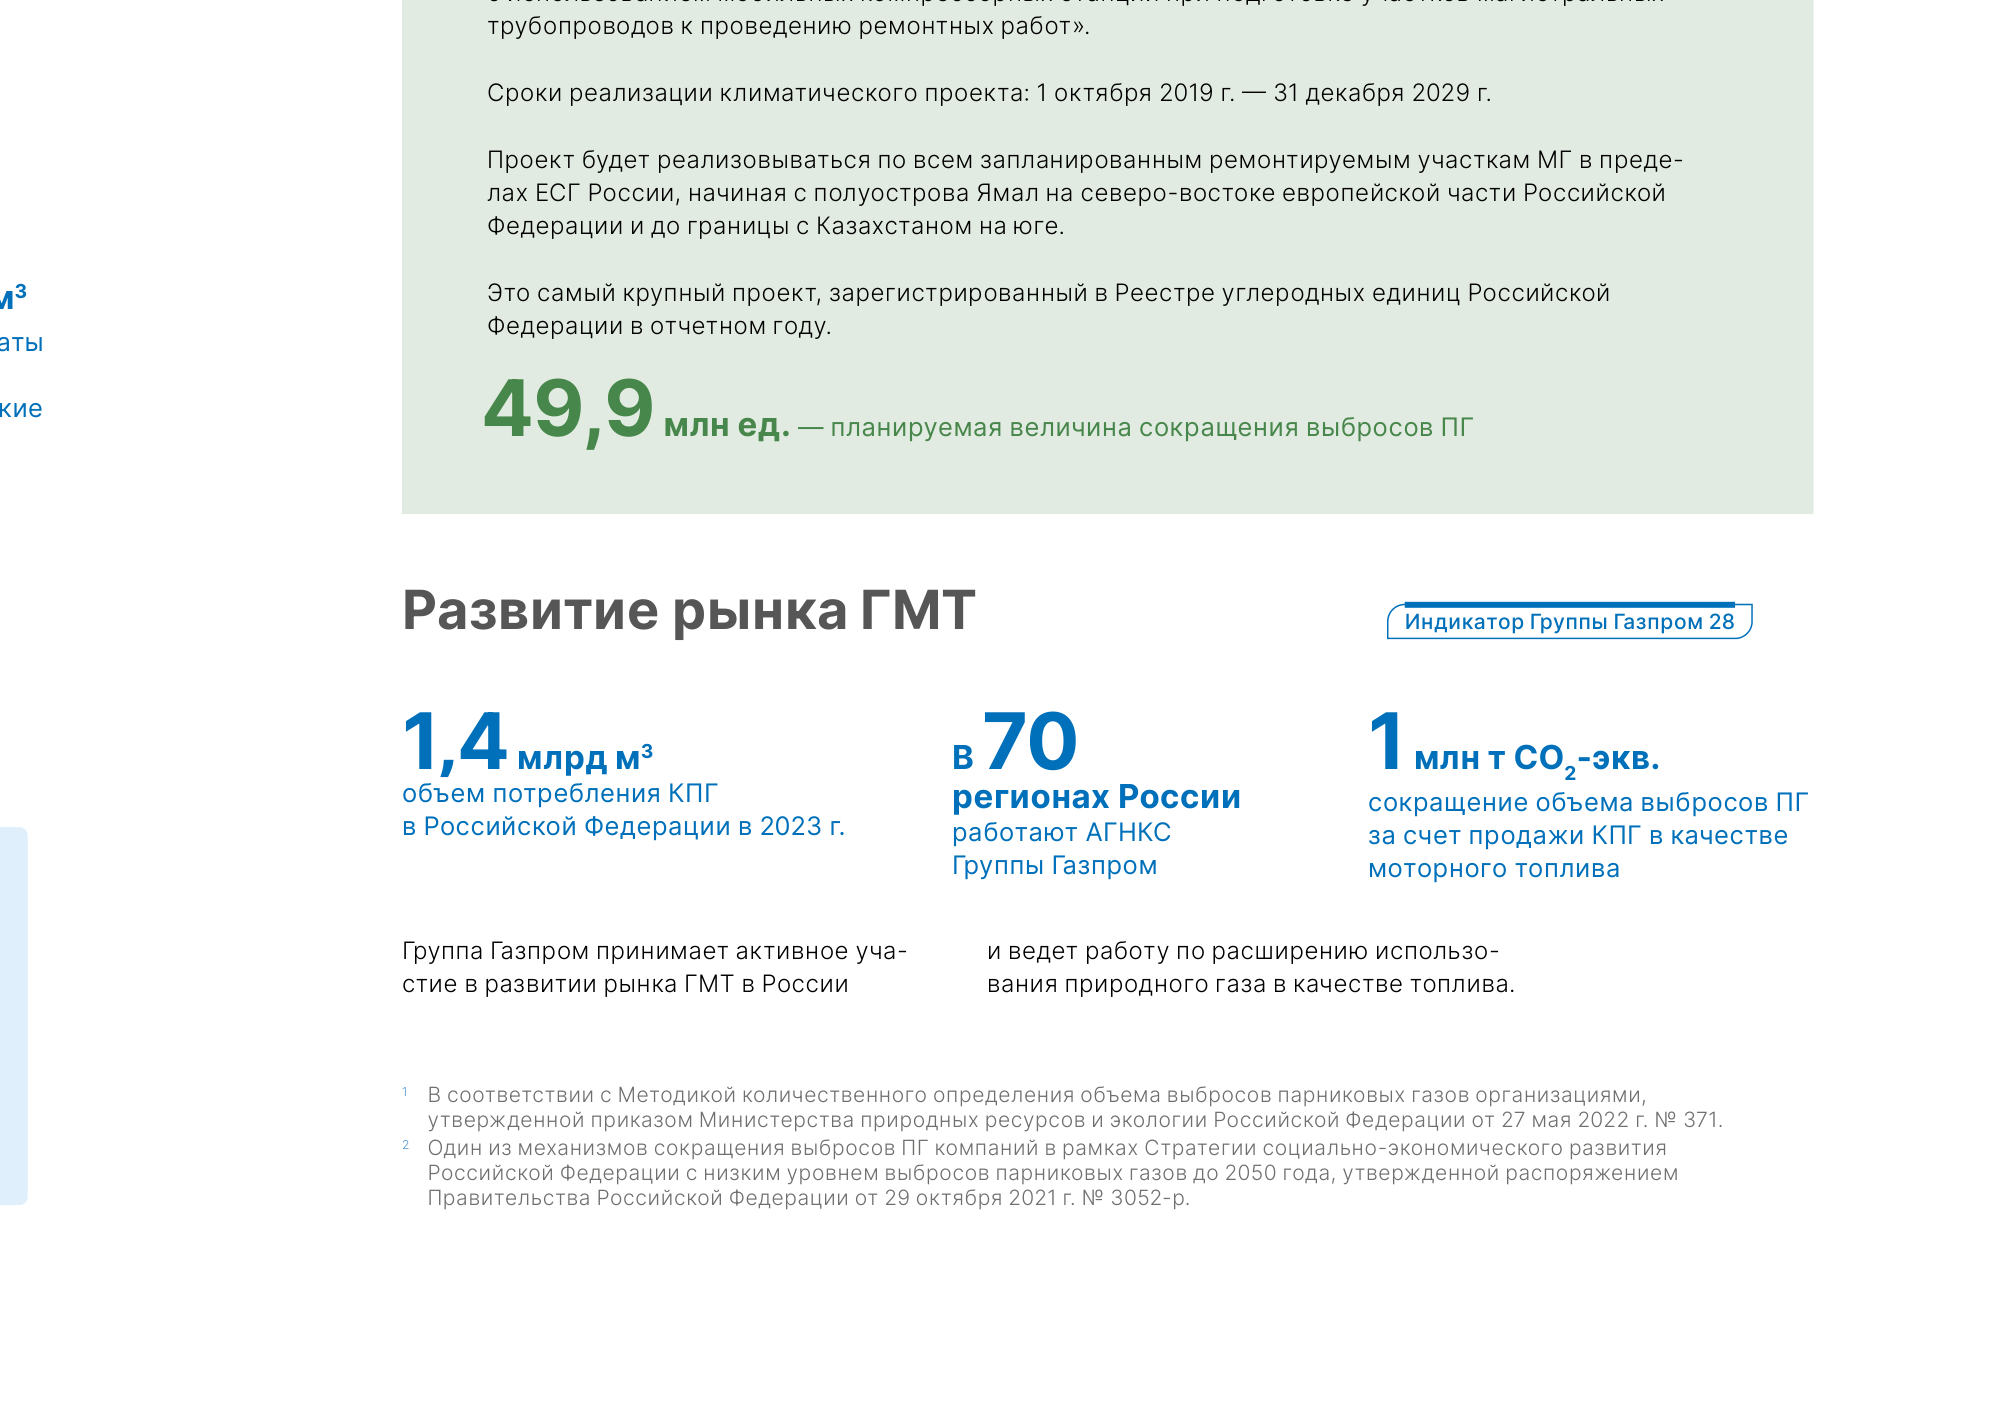 трубопроводов к проведению ремонтных работ».
Сроки реализации климатического проекта: 1 октября 2019 г. — 31 декабря 2029 г.
Проект будет реализовываться по всем запланированным ремонтируемым участкам МГ в преде-
лах ЕСГ России, начиная с полуострова Ямал на северо-востоке европейской части Российской
Федерации и до границы с Казахстаном на юге.
Это самый крупный проект, зарегистрированный в Реестре углеродных единиц Российской
Федерации в отчетном году.
49,9 млн ед. — планируемая величина сокращения выбросов ПГ
м³
Развитие рынка ГМТ
Индикатор Группы Газпром 28
1,4 млрд м³
объем потребления КПГ
в Российской Федерации в 2023 г.
В 70
регионах России
работают АГНКС
Группы Газпром
1 млн т CO₂-экв.
сокращение объема выбросов ПГ
за счет продажи КПГ в качестве
моторного топлива
Группа Газпром принимает активное уча-
стие в развитии рынка ГМТ в России
и ведет работу по расширению использо-
вания природного газа в качестве топлива.
1 В соответствии с Методикой количественного определения объема выбросов парниковых газов организациями,
утвержденной приказом Министерства природных ресурсов и экологии Российской Федерации от 27 мая 2022 г. № 371.
2 Один из механизмов сокращения выбросов ПГ компаний в рамках Стратегии социально-экономического развития
Российской Федерации с низким уровнем выбросов парниковых газов до 2050 года, утвержденной распоряжением
Правительства Российской Федерации от 29 октября 2021 г. № 3052-р.